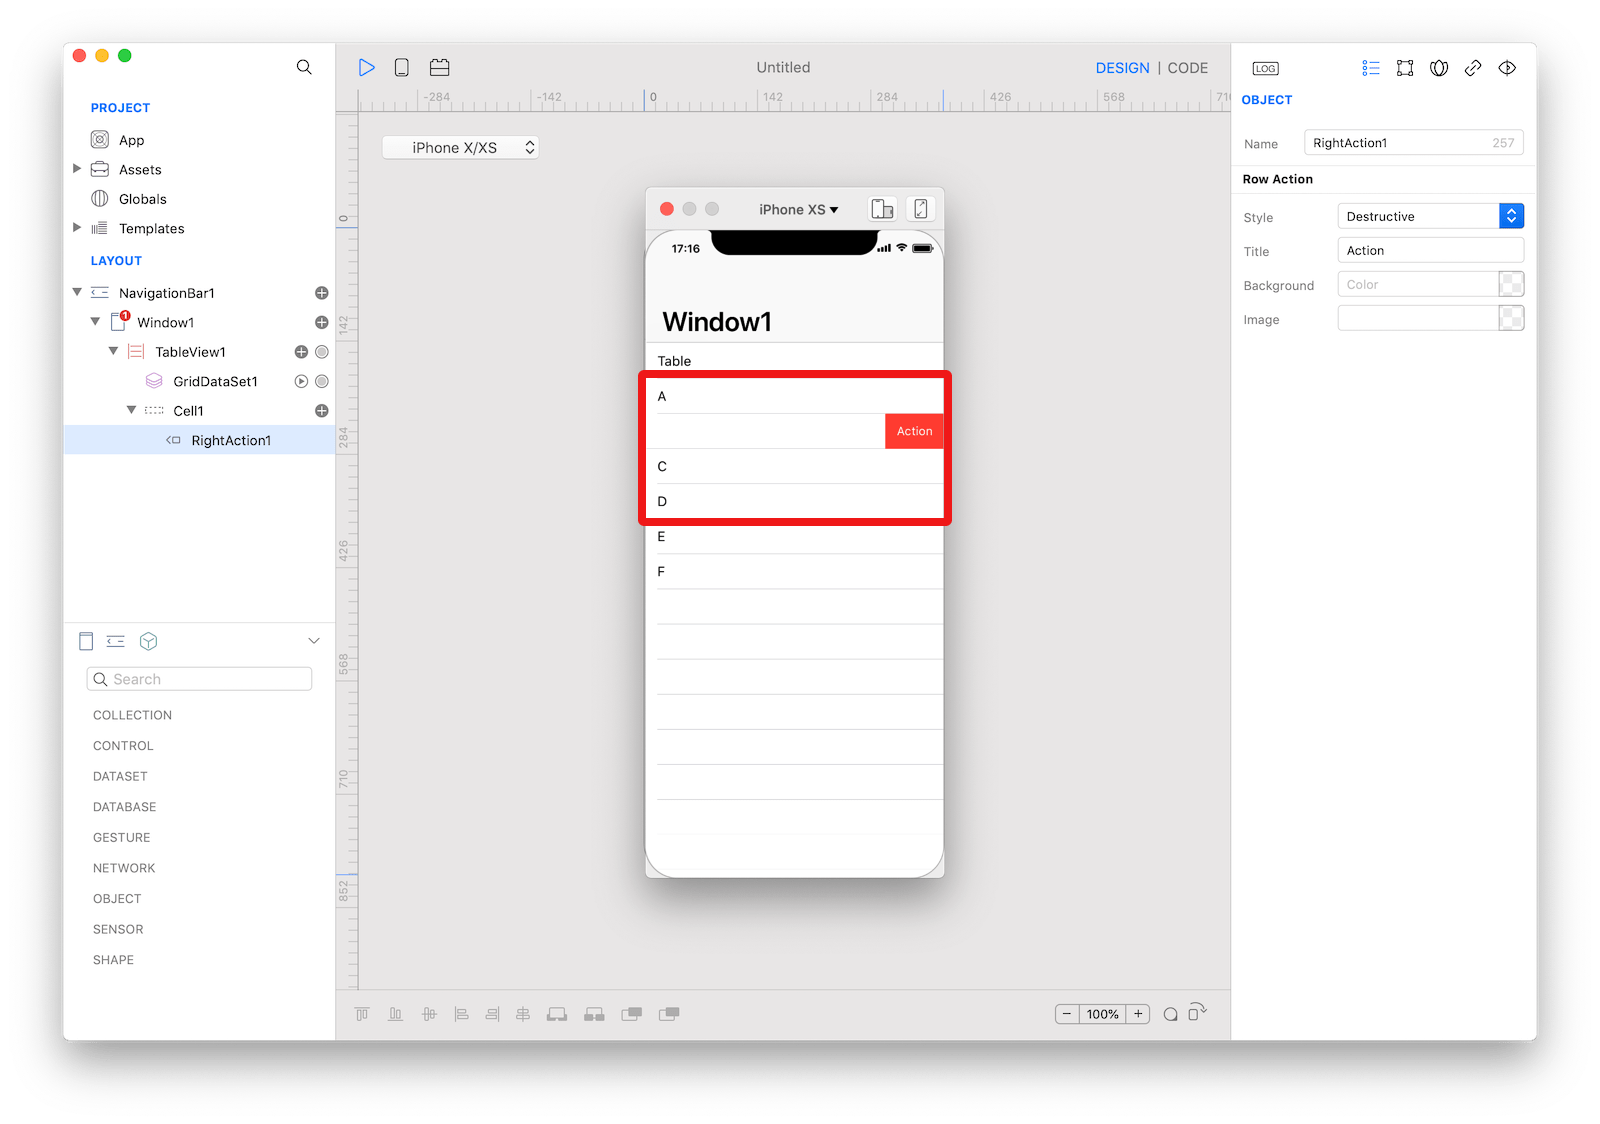 Untitled
DESIGN | CODE
LOG
-284 -142 0 142 284 426 568 710
PROJECT
App
Assets
Globals
Templates
LAYOUT
NavigationBar1
1
Window1
TableView1
GridDataSet1
Cell1
RightAction1
Search
COLLECTION
CONTROL
DATASET
DATABASE
GESTURE
NETWORK
OBJECT
SENSOR
SHAPE
iPhone X/XS
0
142
284
426
568
710
852
iPhone XS
17:16
Window1
Table
A
Action
C
D
E
F
100%
OBJECT
Name RightAction1 257
Row Action
Style Destructive
Title Action
Background Color
Image